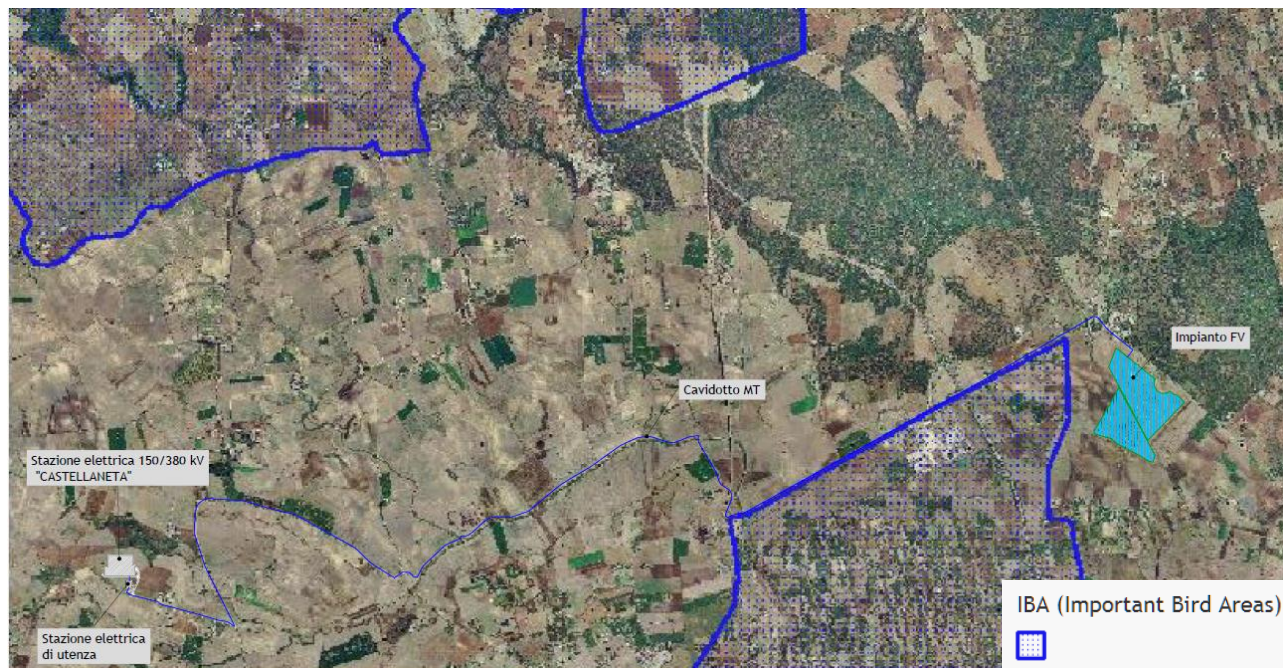 Impianto FV
Cavidotto MT
Stazione elettrica 150/380 kV
"CASTELLANETA"
Stazione elettrica
di utenza
IBA (Important Bird Areas)